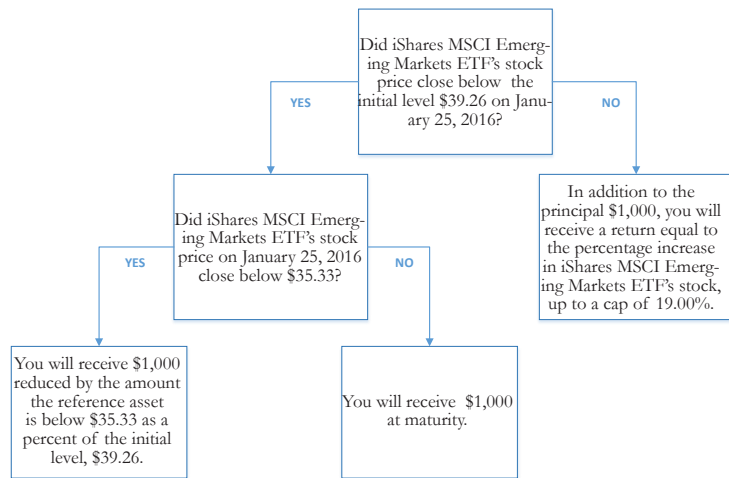 Did iShares MSCI Emerg-
ing Markets ETF's stock
price close below the
initial level $39.26 on Janu-
ary 25, 2016?
YES
NO
Did iShares MSCI Emerg-
ing Markets ETF's stock
price on January 25, 2016
close below $35.33?
In addition to the
principal $1,000, you will
receive a return equal to
the percentage increase
in iShares MSCI Emerg-
ing Markets ETF's stock,
up to a cap of 19.00%.
YES
NO
You will receive $1,000
reduced by the amount
the reference asset
is below $35.33 as a
percent of the initial
level, $39.26.
You will receive $1,000
at maturity.